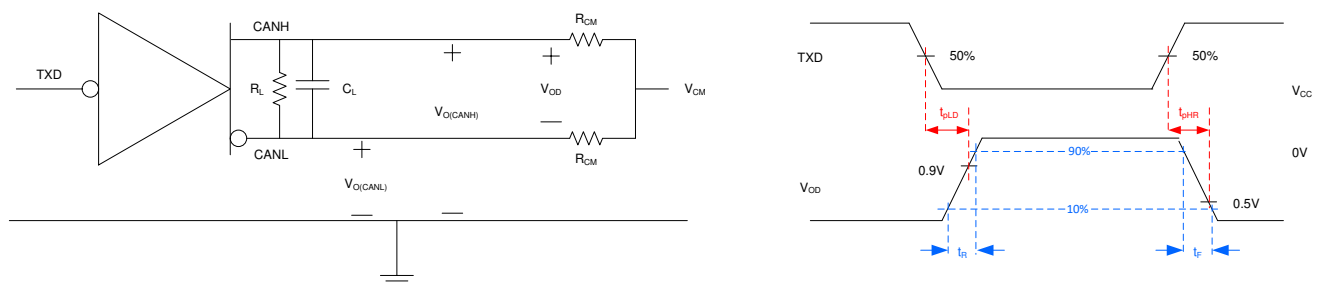 TXD
CANH
CANL
R_L
C_L
V_O(CANH)
V_O(CANL)
+
—
V_OD
+
—
+
—
R_CM
R_CM
V_CM
TXD
50%
50%
V_CC
t_pLD
t_pHR
0V
90%
0.9V
V_OD
10%
0.5V
t_R
t_F